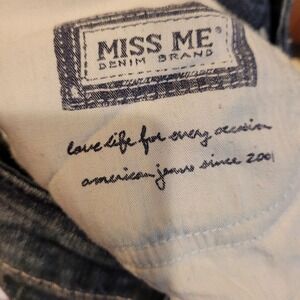 MISS ME®
DENIM BRAND
love life for every occasion
american jeans since 2001